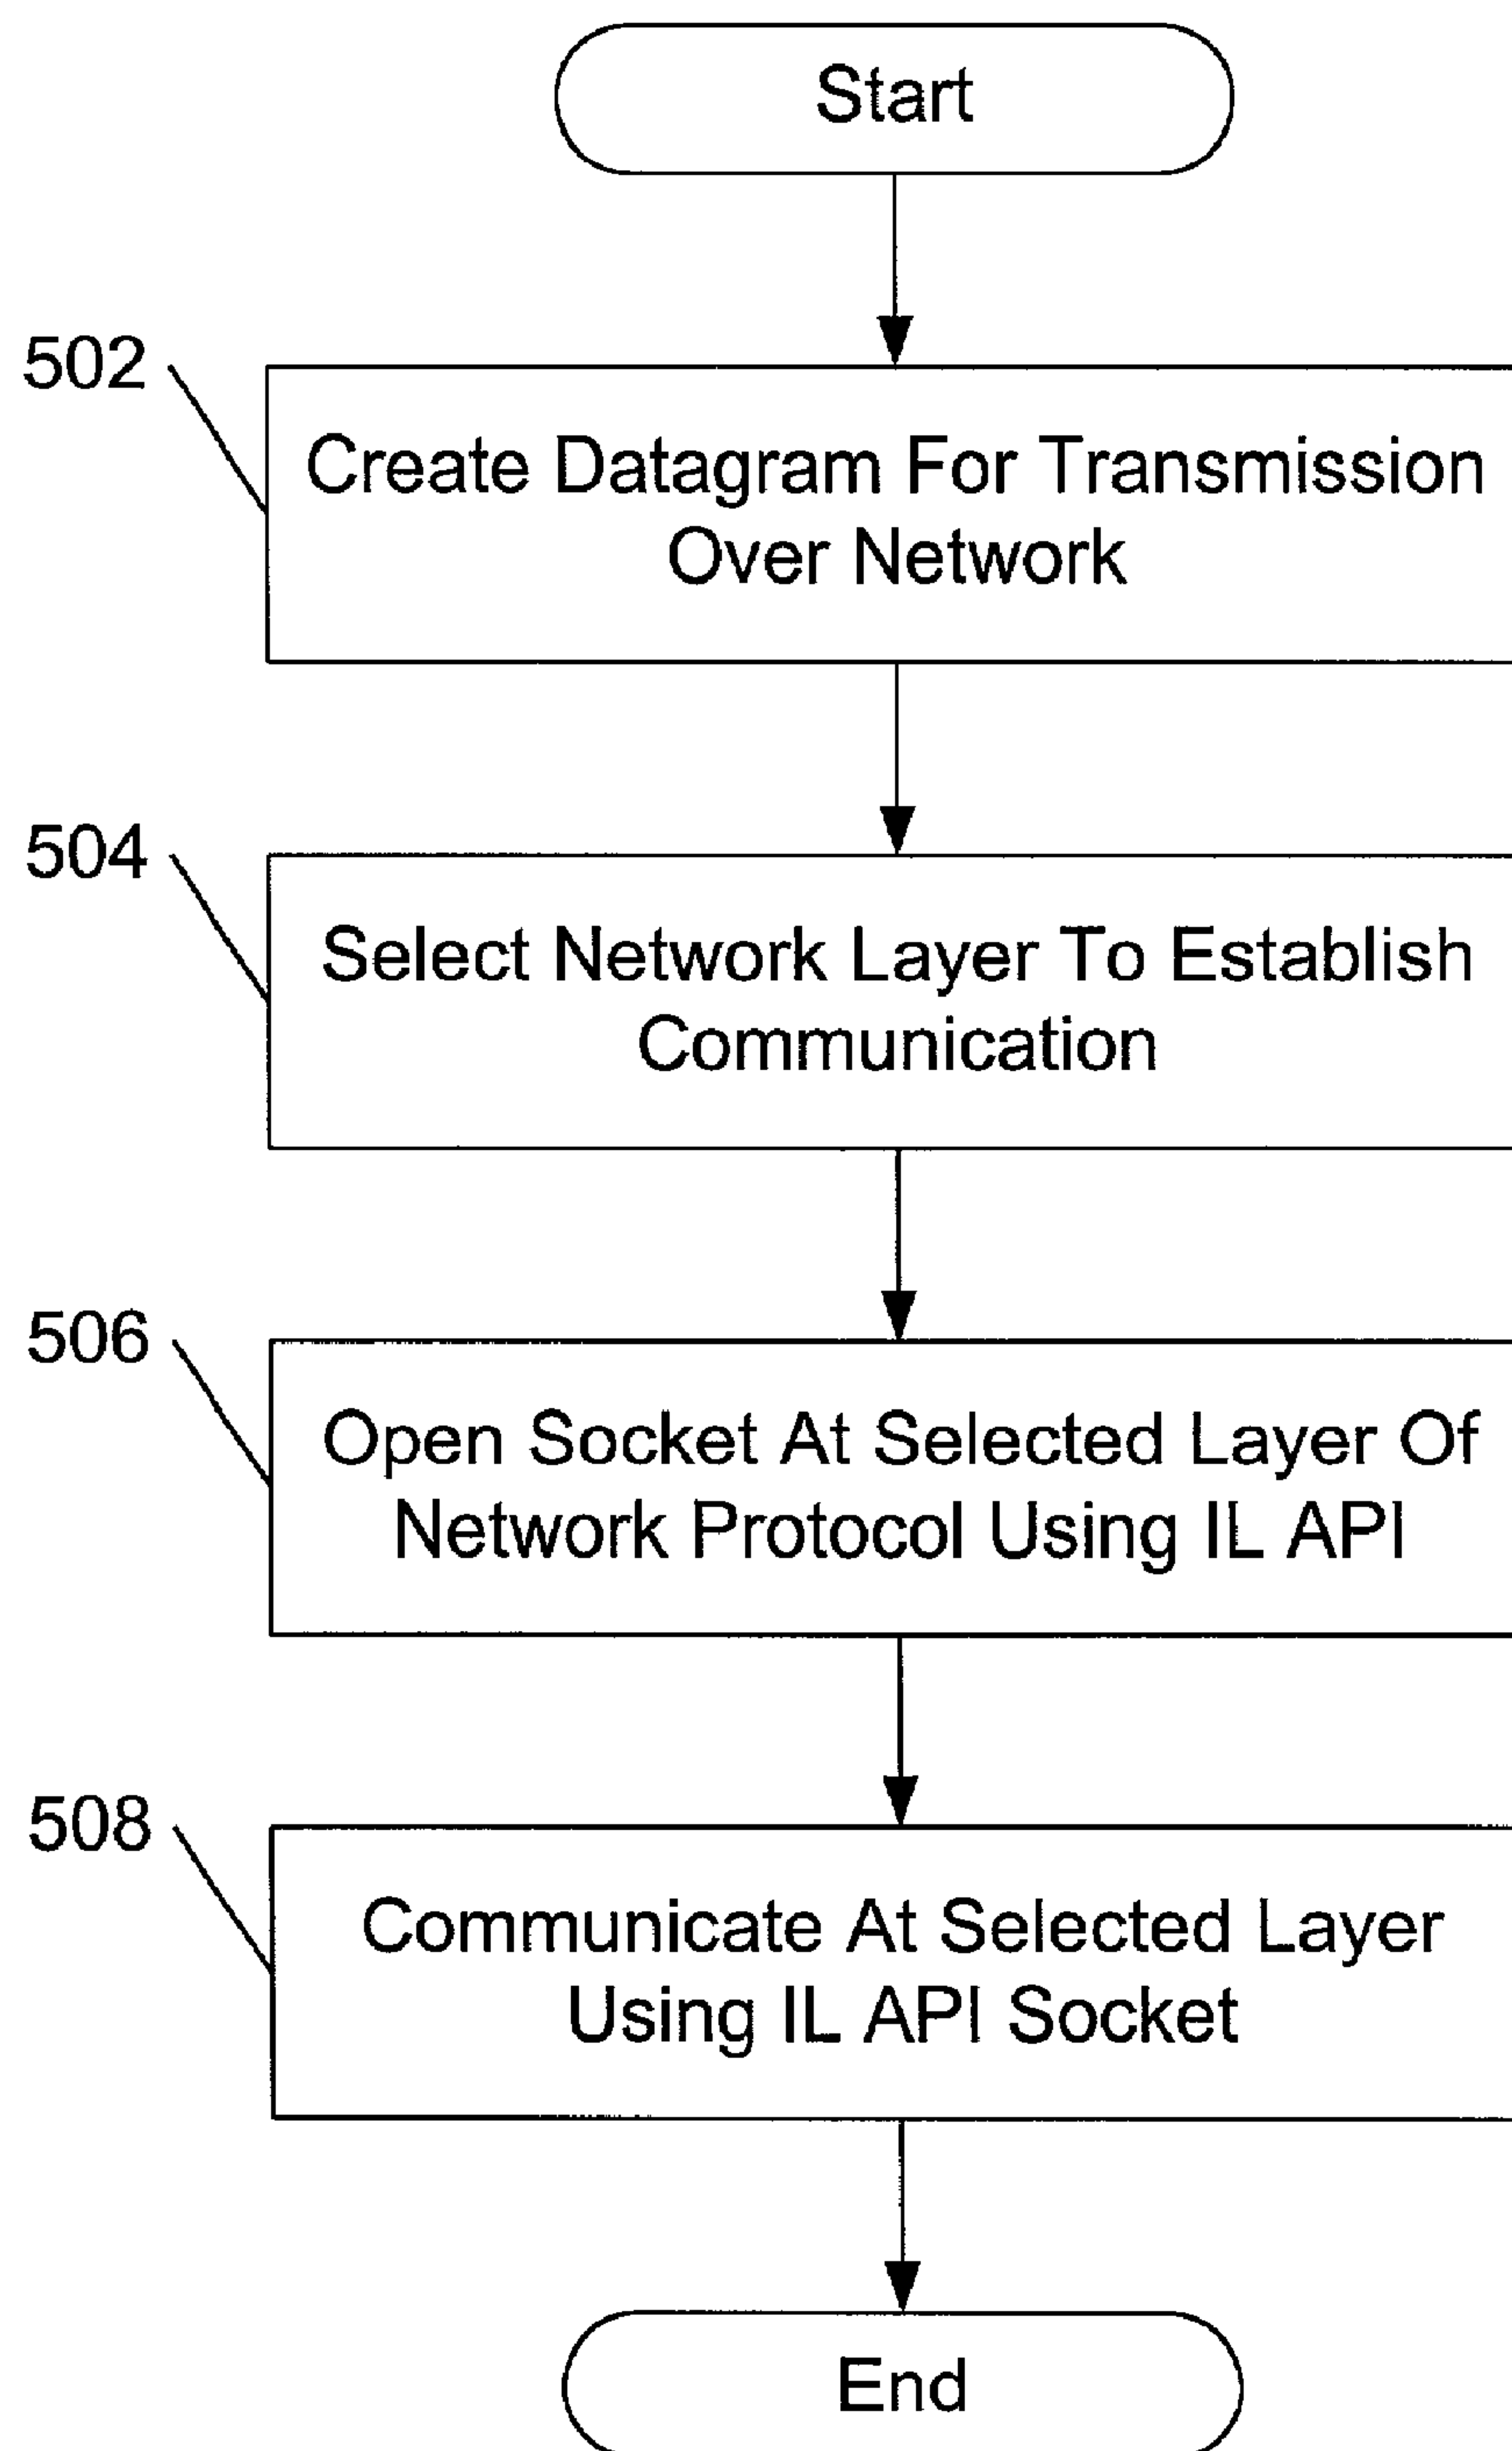 Start
502
Create Datagram For Transmission
Over Network
504
Select Network Layer To Establish
Communication
506
Open Socket At Selected Layer Of
Network Protocol Using IL API
508
Communicate At Selected Layer
Using IL API Socket
End